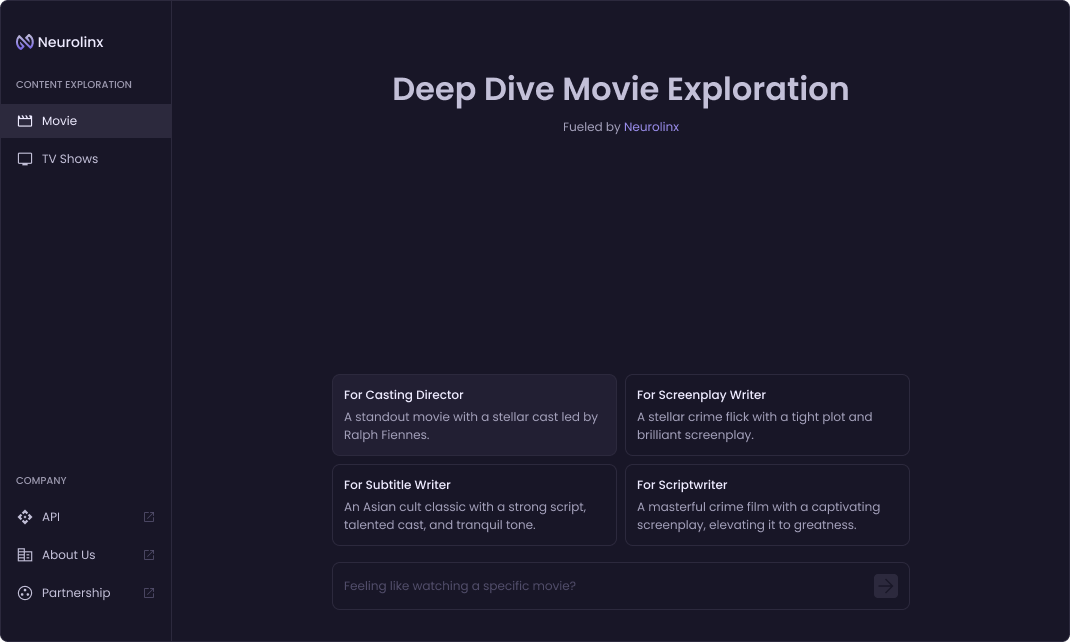 Neurolinx
CONTENT EXPLORATION
Movie
TV Shows
COMPANY
API
About Us
Partnership
Deep Dive Movie Exploration
Fueled by Neurolinx
For Casting Director
A standout movie with a stellar cast led by
Ralph Fiennes.
For Screenplay Writer
A stellar crime flick with a tight plot and
brilliant screenplay.
For Subtitle Writer
An Asian cult classic with a strong script,
talented cast, and tranquil tone.
For Scriptwriter
A masterful crime film with a captivating
screenplay, elevating it to greatness.
Feeling like watching a specific movie?